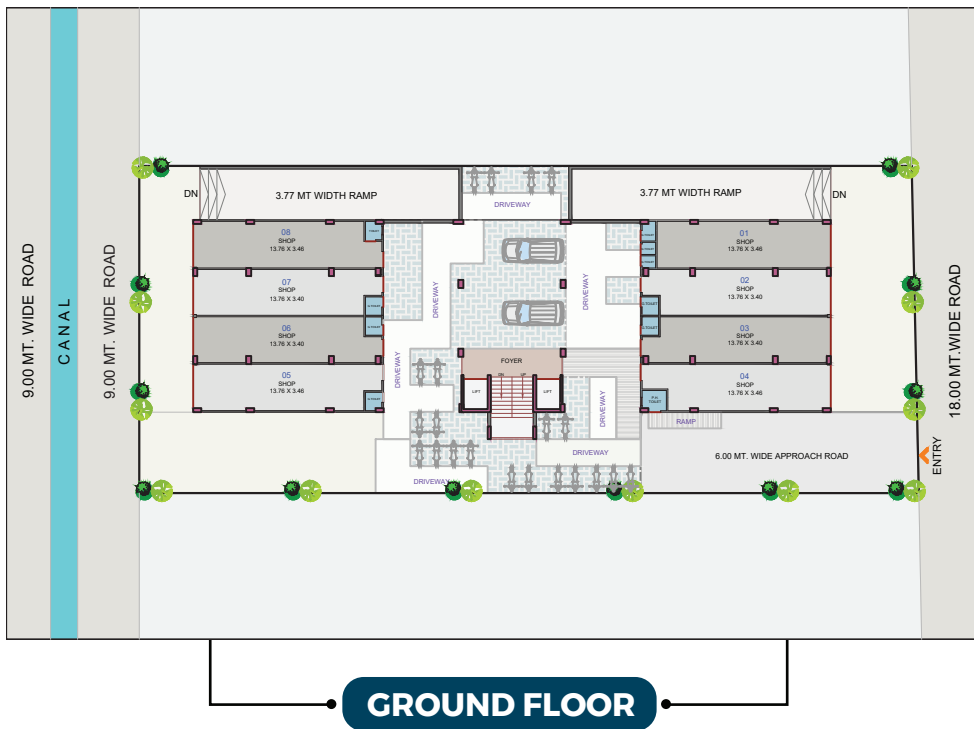 3.77 MT WIDTH RAMP
DN
DRIVEWAY
3.77 MT WIDTH RAMP
DN
08
SHOP
13.76 X 3.46
07
SHOP
13.76 X 3.40
06
SHOP
13.76 X 3.40
05
SHOP
13.76 X 3.46
01
SHOP
13.76 X 3.46
02
SHOP
13.76 X 3.40
03
SHOP
13.76 X 3.40
04
SHOP
13.76 X 3.46
TOILET
P.H.
TOILET
DRIVEWAY
DRIVEWAY
DRIVEWAY
DRIVEWAY
DRIVEWAY
DRIVEWAY
FOYER
DN
UP
LIFT
LIFT
RAMP
6.00 MT. WIDE APPROACH ROAD
ENTRY
9.00 MT. WIDE ROAD
CANAL
9.00 MT. WIDE ROAD
18.00 MT.WIDE ROAD
GROUND FLOOR